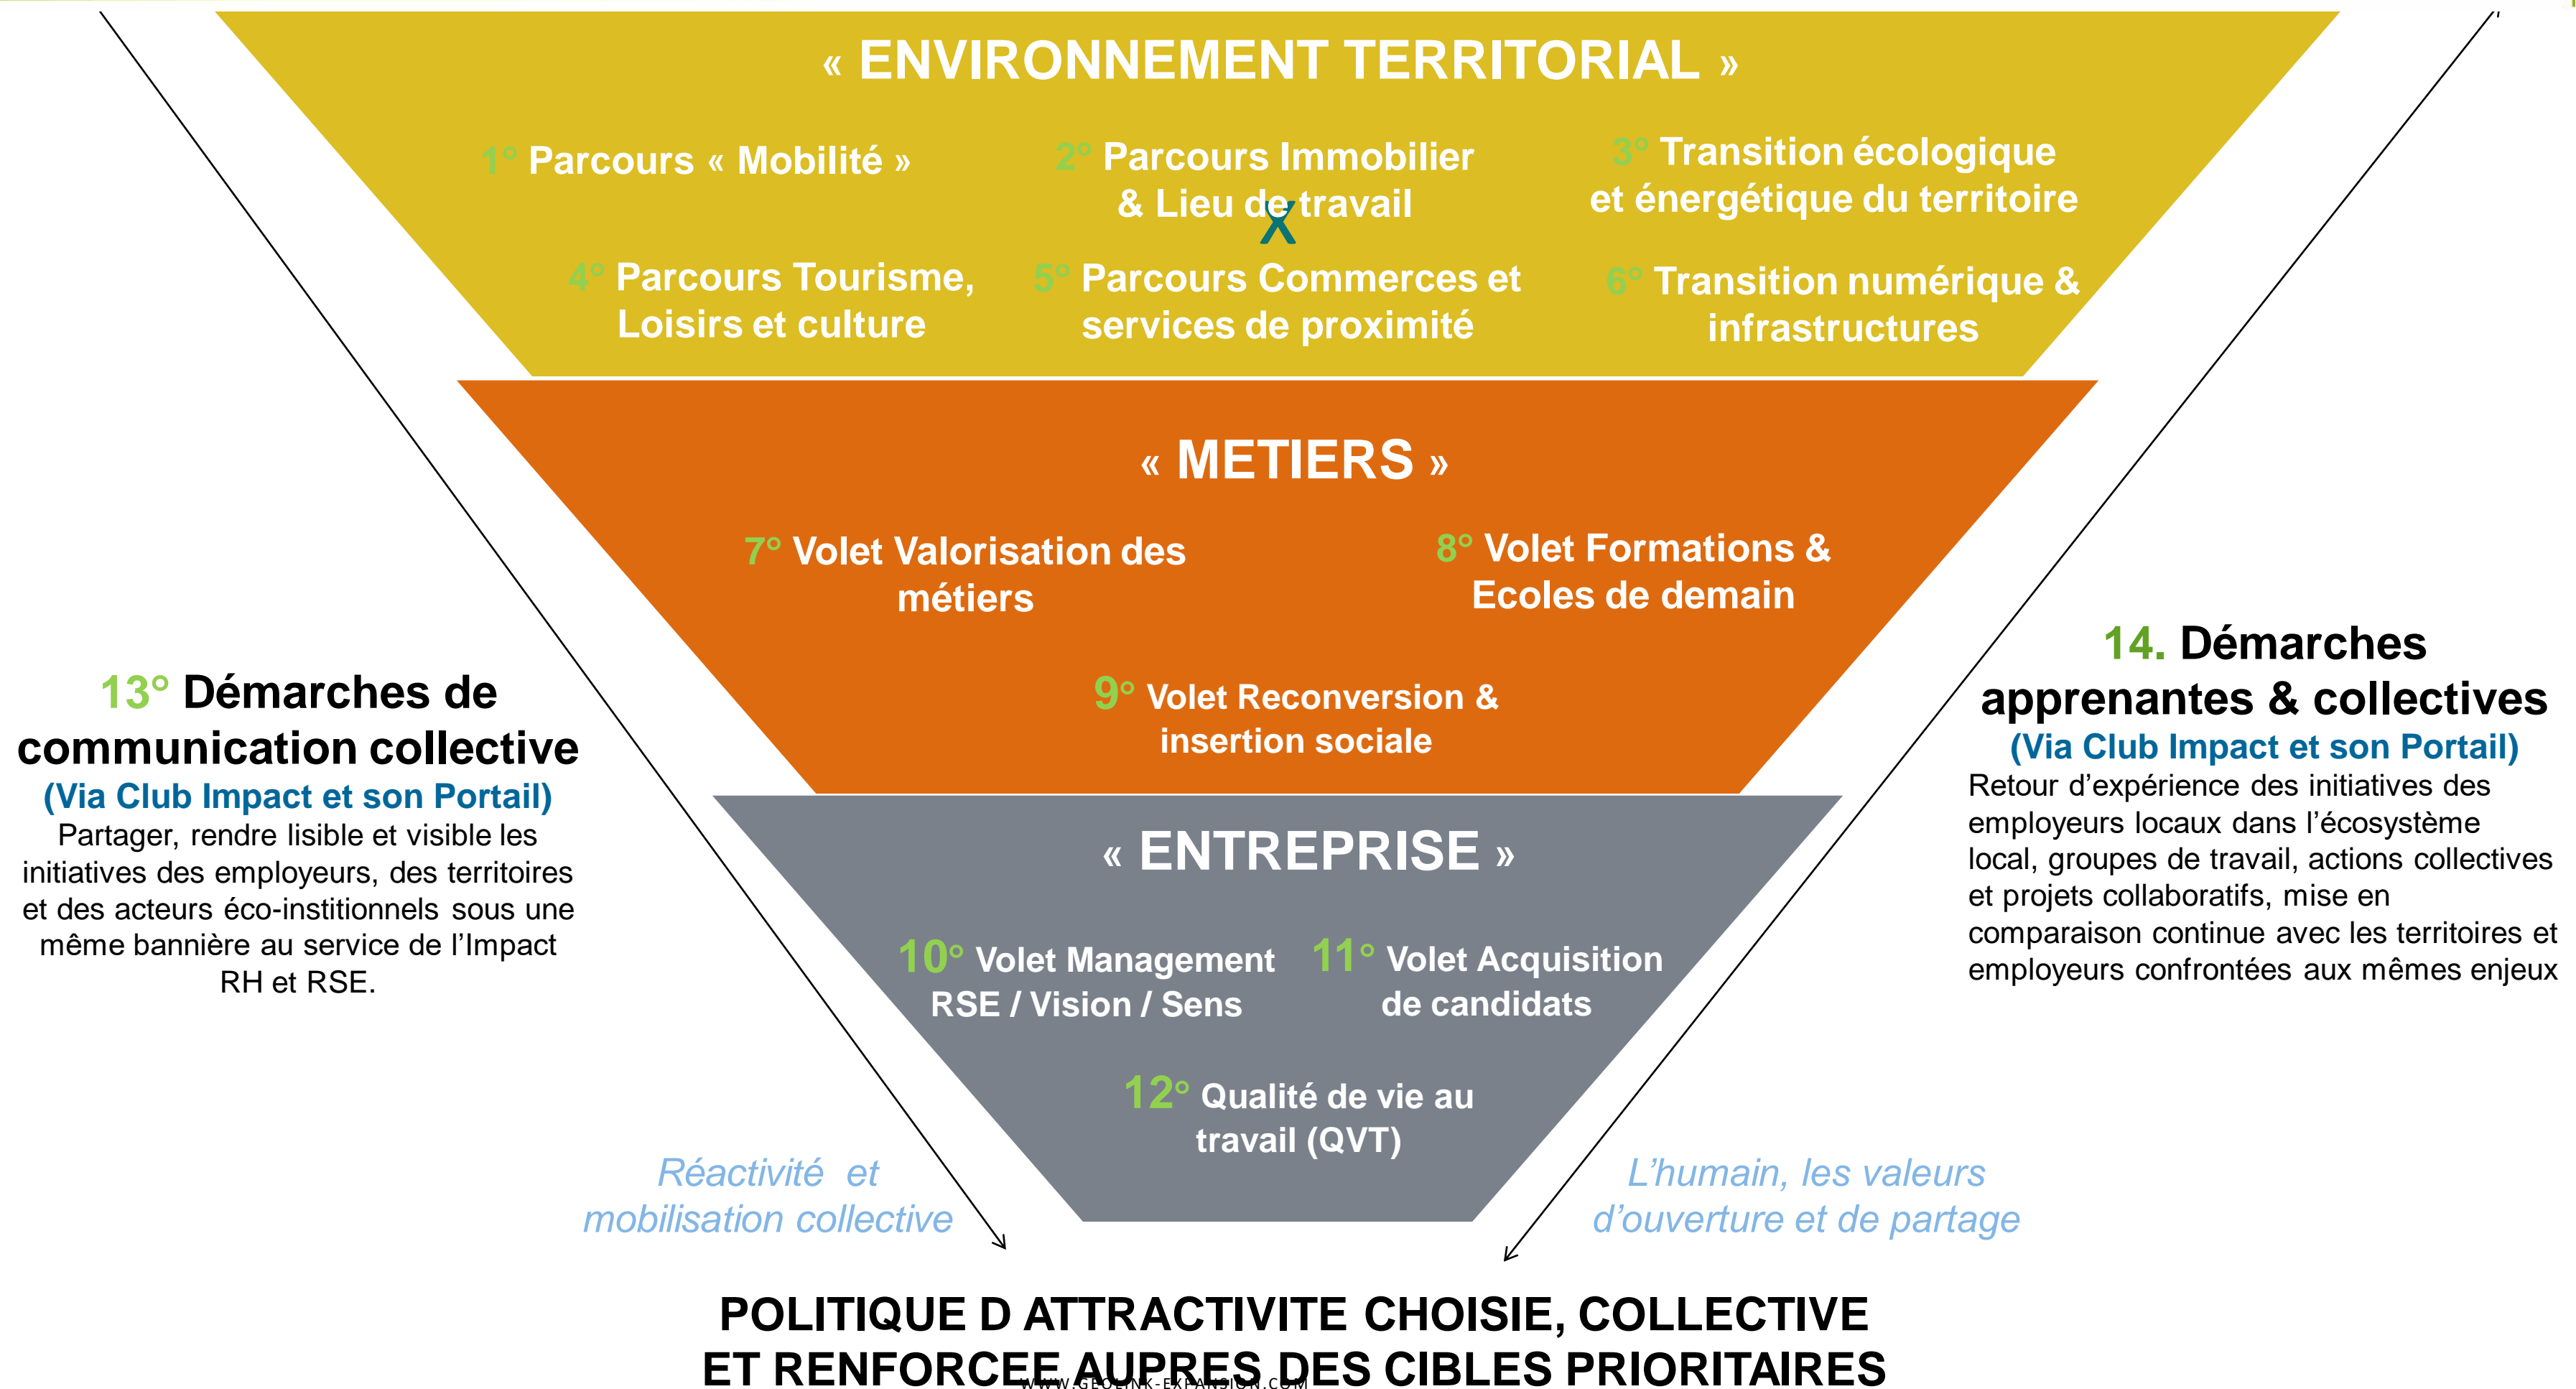 « ENVIRONNEMENT TERRITORIAL »
1° Parcours « Mobilité »
2° Parcours Immobilier
& Lieu de travail
X
3° Transition écologique
et énergétique du territoire
4° Parcours Tourisme,
Loisirs et culture
5° Parcours Commerces et
services de proximité
6° Transition numérique &
infrastructures
« METIERS »
7° Volet Valorisation des
métiers
8° Volet Formations &
Ecoles de demain
9° Volet Reconversion &
insertion sociale
13° Démarches de
communication collective
(Via Club Impact et son Portail)
Partager, rendre lisible et visible les
initiatives des employeurs, des territoires
et des acteurs éco-institionnels sous une
même bannière au service de l’Impact
RH et RSE.
14. Démarches
apprenantes & collectives
(Via Club Impact et son Portail)
Retour d’expérience des initiatives des
employeurs locaux dans l’écosystème
local, groupes de travail, actions collectives
et projets collaboratifs, mise en
comparaison continue avec les territoires et
employeurs confrontées aux mêmes enjeux
« ENTREPRISE »
10° Volet Management
RSE / Vision / Sens
11° Volet Acquisition
de candidats
12° Qualité de vie au
travail (QVT)
Réactivité et
mobilisation collective
L’humain, les valeurs
d’ouverture et de partage
POLITIQUE D ATTRACTIVITE CHOISIE, COLLECTIVE
ET RENFORCEE AUPRES DES CIBLES PRIORITAIRES
WWW.GEOLINK-EXPANSION.COM